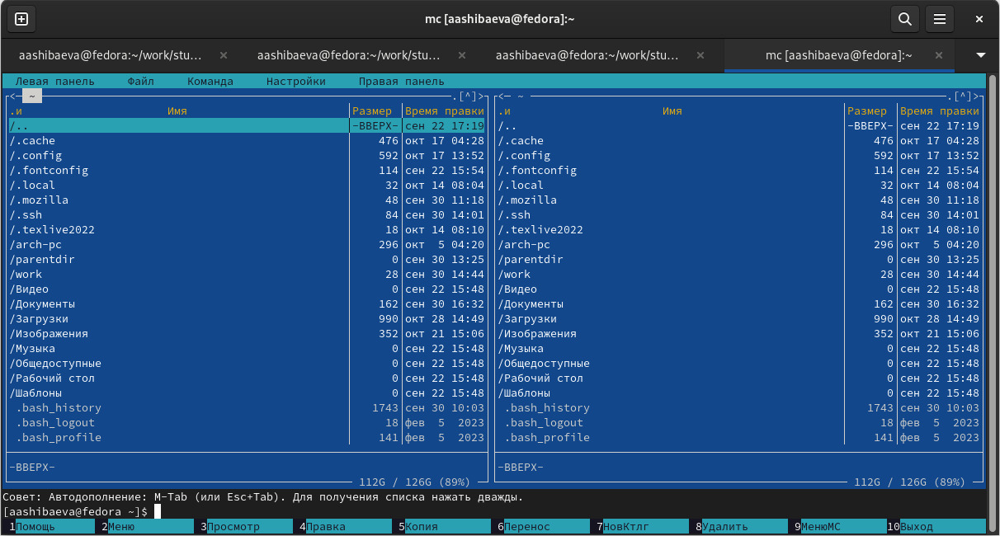 mc [aashibaeva@fedora]:~
aashibaeva@fedora:~/work/stu... × aashibaeva@fedora:~/work/stu... × aashibaeva@fedora:~/work/stu... × mc [aashibaeva@fedora]:~ ×
Левая панель Файл Команда Настройки Правая панель
<─ ~ .[^]> <─ ~ .[^]>
.и Имя Размер Время правки .и Имя Размер Время правки
/.. -ВВЕРХ- сен 22 17:19 /.. -ВВЕРХ- сен 22 17:19
/.cache 476 окт 17 04:28 /.cache 476 окт 17 04:28
/.config 592 окт 17 13:52 /.config 592 окт 17 13:52
/.fontconfig 114 сен 22 15:54 /.fontconfig 114 сен 22 15:54
/.local 32 окт 14 08:04 /.local 32 окт 14 08:04
/.mozilla 48 сен 30 11:18 /.mozilla 48 сен 30 11:18
/.ssh 84 сен 30 14:01 /.ssh 84 сен 30 14:01
/.texlive2022 18 окт 14 08:10 /.texlive2022 18 окт 14 08:10
/arch-pc 296 окт 5 04:20 /arch-pc 296 окт 5 04:20
/parentdir 0 сен 30 13:25 /parentdir 0 сен 30 13:25
/work 28 сен 30 14:44 /work 28 сен 30 14:44
/Видео 0 сен 22 15:48 /Видео 0 сен 22 15:48
/Документы 162 сен 30 16:32 /Документы 162 сен 30 16:32
/Загрузки 990 окт 28 14:49 /Загрузки 990 окт 28 14:49
/Изображения 352 окт 21 15:06 /Изображения 352 окт 21 15:06
/Музыка 0 сен 22 15:48 /Музыка 0 сен 22 15:48
/Общедоступные 0 сен 22 15:48 /Общедоступные 0 сен 22 15:48
/Рабочий стол 0 сен 22 15:48 /Рабочий стол 0 сен 22 15:48
/Шаблоны 0 сен 22 15:48 /Шаблоны 0 сен 22 15:48
.bash_history 1743 сен 30 10:03 .bash_history 1743 сен 30 10:03
.bash_logout 18 фев 5 2023 .bash_logout 18 фев 5 2023
.bash_profile 141 фев 5 2023 .bash_profile 141 фев 5 2023
-ВВЕРХ- -ВВЕРХ-
112G / 126G (89%) 112G / 126G (89%)
Совет: Автодополнение: M-Tab (или Esc+Tab). Для получения списка нажать дважды.
[aashibaeva@fedora ~]$
1Помощь 2Меню 3Просмотр 4Правка 5Копия 6Перенос 7НовКтлг 8Удалить 9МенюMC 10Выход